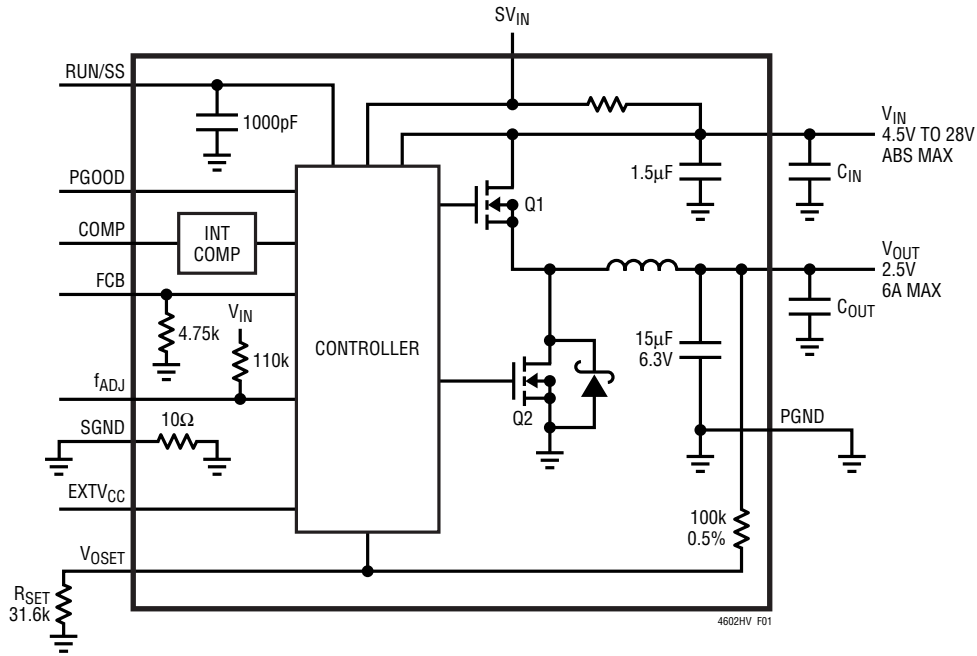 SVIN
RUN/SS
1000pF
VIN
4.5V TO 28V
ABS MAX
1.5µF
CIN
PGOOD
Q1
COMP
INT
COMP
VOUT
2.5V
6A MAX
FCB
COUT
4.75k
VIN
110k
CONTROLLER
15µF
6.3V
fADJ
Q2
SGND
10Ω
PGND
EXTVCC
100k
0.5%
VOSET
RSET
31.6k
4602HV F01